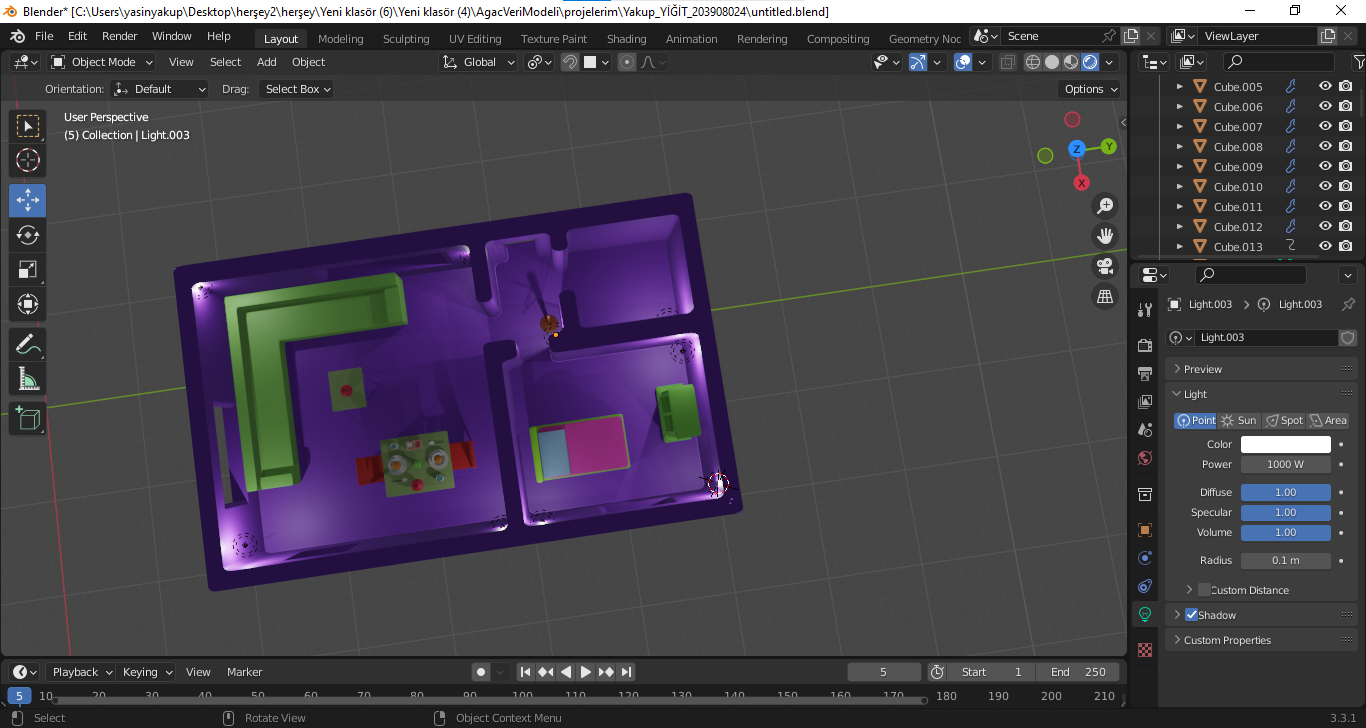 Blender* [C:\Users\yasinyakup\Desktop\herşey2\herşey\Yeni klasör (6)\Yeni klasör (4)\AgacVeriModeli\projelerim\Yakup_YİĞİT_203908024\untitled.blend]
File Edit Render Window Help Layout Modeling Sculpting UV Editing Texture Paint Shading Animation Rendering Compositing Geometry Noc Scene ViewLayer
Object Mode View Select Add Object Global
Orientation: Default Drag: Select Box Options
User Perspective
(5) Collection | Light.003
Z Y X
Cube.005
Cube.006
Cube.007
Cube.008
Cube.009
Cube.010
Cube.011
Cube.012
Cube.013
Light.003 Light.003
Light.003
Preview
Light
Point Sun Spot Area
Color
Power 1000 W
Diffuse 1.00
Specular 1.00
Volume 1.00
Radius 0.1 m
Custom Distance
Shadow
Custom Properties
Playback Keying View Marker 5 Start 1 End 250
5 10 20 30 40 50 60 70 80 90 100 110 120 130 140 150 160 170 180 190 200 210
Select Rotate View Object Context Menu 3.3.1